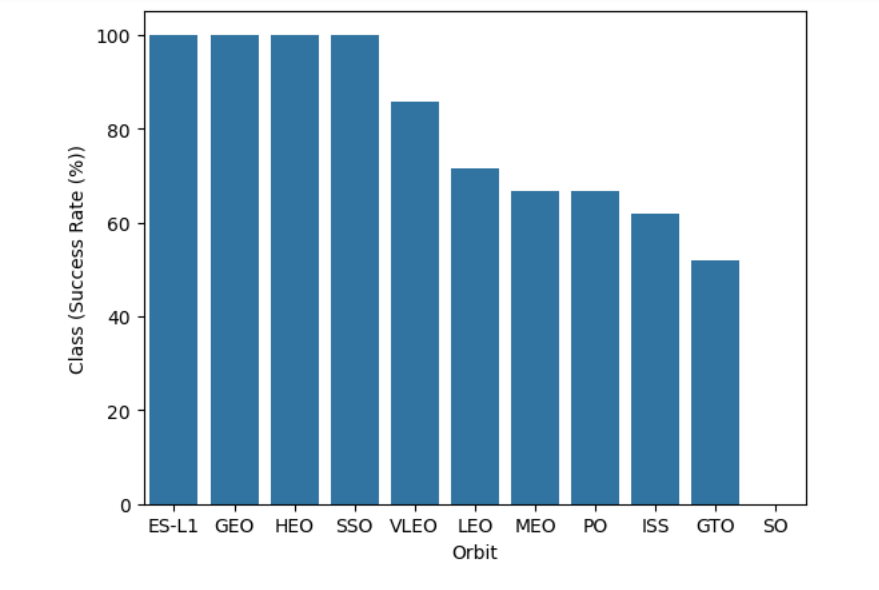 Class (Success Rate (%))
100
80
60
40
20
0
ES-L1 GEO HEO SSO VLEO LEO MEO PO ISS GTO SO
Orbit